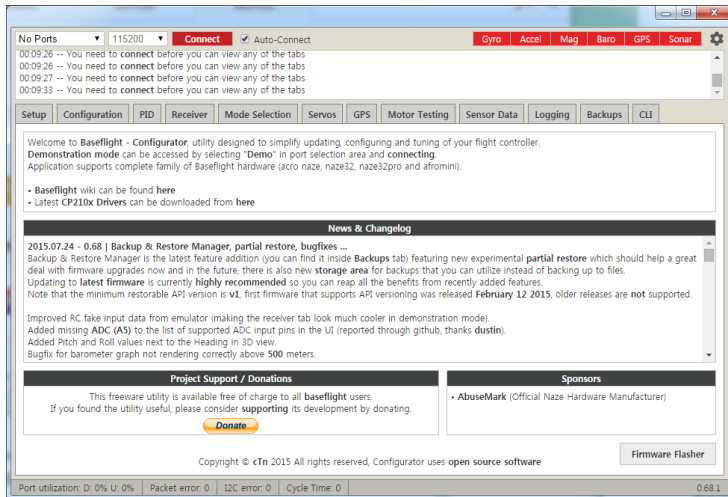 No Ports 115200 Connect Auto-Connect Gyro Accel Mag Baro GPS Sonar
00:09:26 -- You need to connect before you can view any of the tabs
00:09:26 -- You need to connect before you can view any of the tabs
00:09:27 -- You need to connect before you can view any of the tabs
00:09:33 -- You need to connect before you can view any of the tabs
Setup Configuration PID Receiver Mode Selection Servos GPS Motor Testing Sensor Data Logging Backups CLI
Welcome to Baseflight - Configurator, utility designed to simplify updating, configuring and tuning of your flight controller.
Demonstration mode can be accessed by selecting "Demo" in port selection area and connecting.
Application supports complete family of Baseflight hardware (acro naze, naze32, naze32pro and afromini).
• Baseflight wiki can be found here
• Latest CP210x Drivers can be downloaded from here
News & Changelog
2015.07.24 - 0.68 | Backup & Restore Manager, partial restore, bugfixes ...
Backup & Restore Manager is the latest feature addition (you can find it inside Backups tab) featuring new experimental partial restore which should help a great
deal with firmware upgrades now and in the future, there is also new storage area for backups that you can utilize instead of backing up to files.
Updating to latest firmware is currently highly recommended so you can reap all the benefits from recently added features.
Note that the minimum restorable API version is v1, first firmware that supports API versioning was released February 12 2015, older releases are not supported.
Improved RC fake input data from emulator (making the receiver tab look much cooler in demonstration mode).
Added missing ADC (A5) to the list of supported ADC input pins in the UI (reported through github, thanks dustin).
Added Pitch and Roll values next to the Heading in 3D view.
Bugfix for barometer graph not rendering correctly above 500 meters.
Project Support / Donations
This freeware utility is available free of charge to all baseflight users.
If you found the utility useful, please consider supporting its development by donating.
Donate
Sponsors
• AbuseMark (Official Naze Hardware Manufacturer)
Firmware Flasher
Copyright © cTn 2015 All rights reserved, Configurator uses open source software
Port utilization: D: 0% U: 0% Packet error: 0 I2C error: 0 Cycle Time: 0 0.68.1